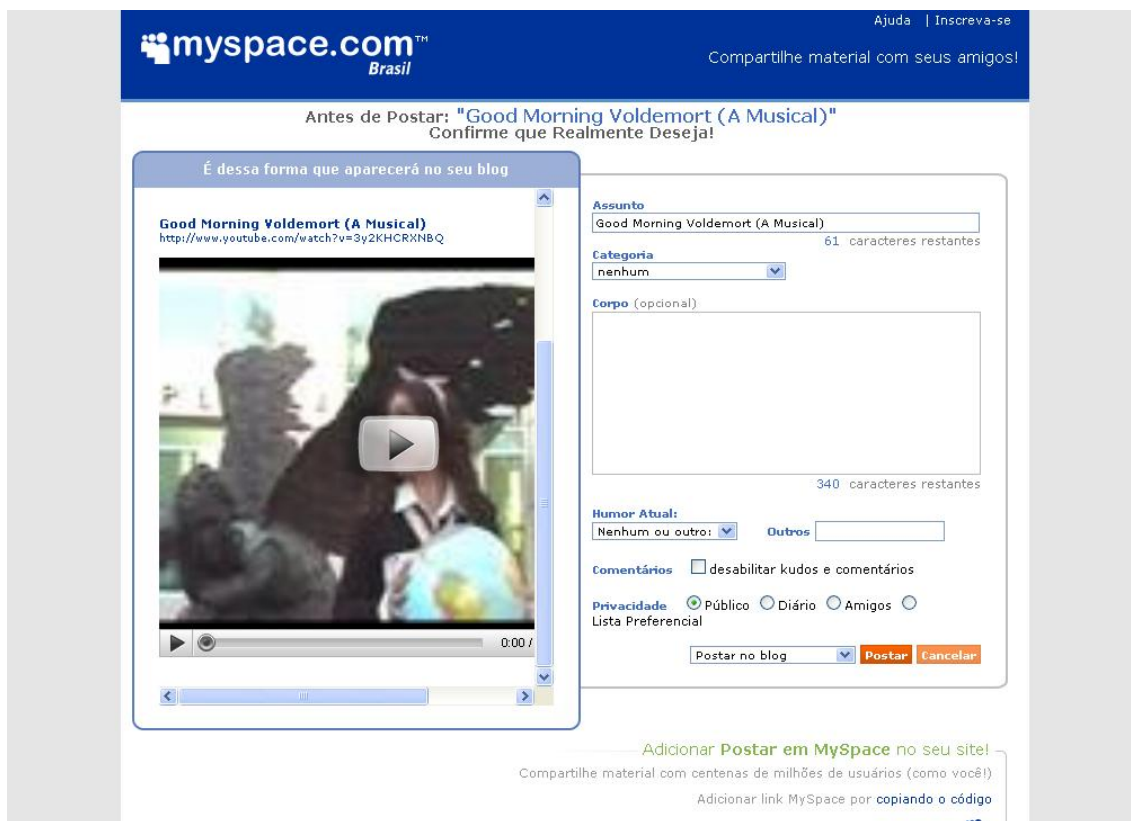 Ajuda | Inscreva-se
myspace.com™
Brasil
Compartilhe material com seus amigos!
Antes de Postar: "Good Morning Voldemort (A Musical)"
Confirme que Realmente Deseja!
É dessa forma que aparecerá no seu blog
Good Morning Voldemort (A Musical)
http://www.youtube.com/watch?v=3y2KHCRXNBQ
0:00 /
Assunto
Good Morning Voldemort (A Musical)
61 caracteres restantes
Categoria
nenhum
Corpo (opcional)
340 caracteres restantes
Humor Atual:
Nenhum ou outro: Outros
Comentários desabilitar kudos e comentários
Privacidade Público Diário Amigos
Lista Preferencial
Postar no blog Postar Cancelar
Adicionar Postar em MySpace no seu site!
Compartilhe material com centenas de milhões de usuários (como você!)
Adicionar link MySpace por copiando o código